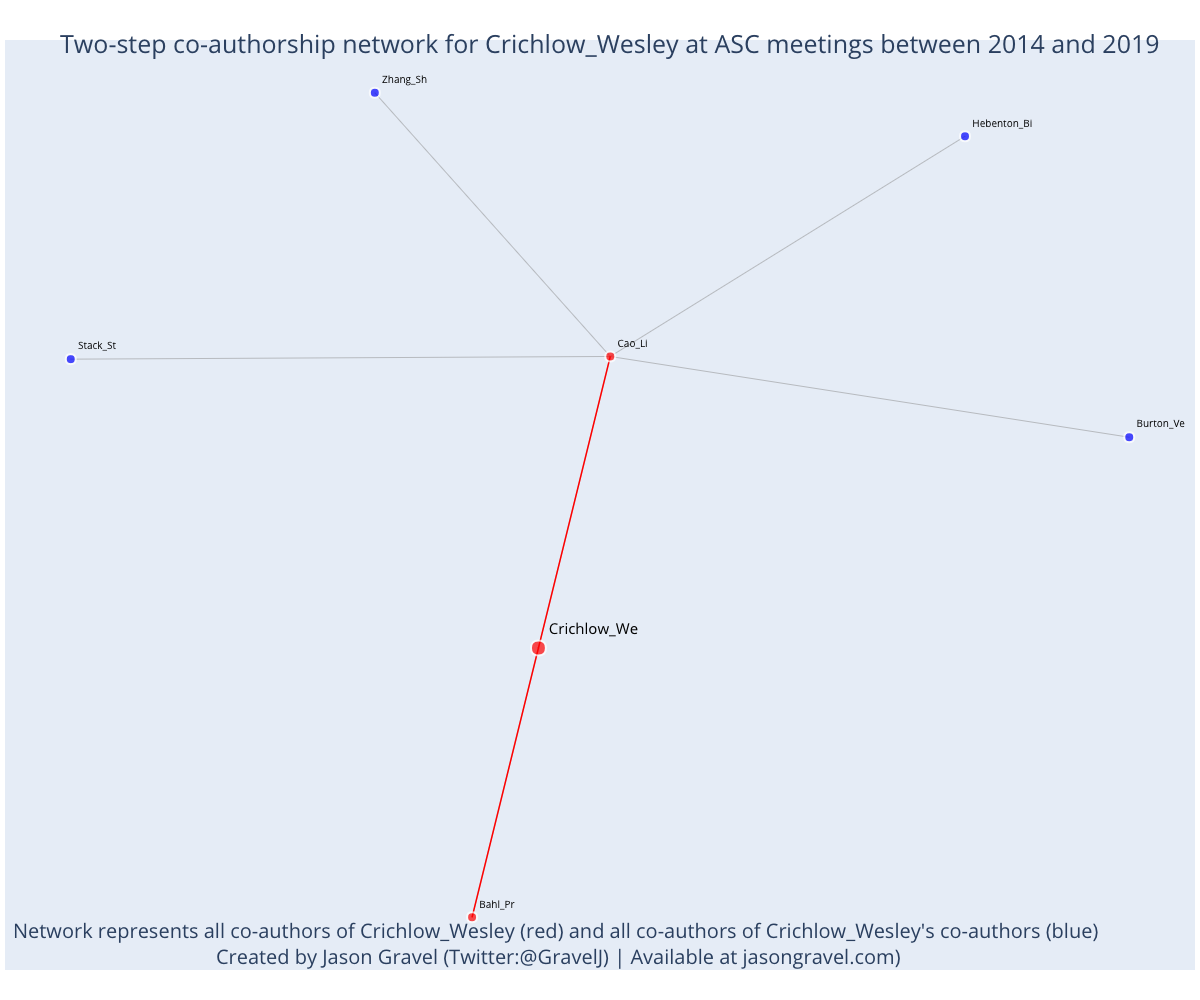 Two-step co-authorship network for Crichlow_Wesley at ASC meetings between 2014 and 2019
Zhang_Sh
Hebenton_Bi
Cao_Li
Stack_St
Burton_Ve
Crichlow_We
Bahl_Pr
Network represents all co-authors of Crichlow_Wesley (red) and all co-authors of Crichlow_Wesley's co-authors (blue)
Created by Jason Gravel (Twitter:@GravelJ) | Available at jasongravel.com)